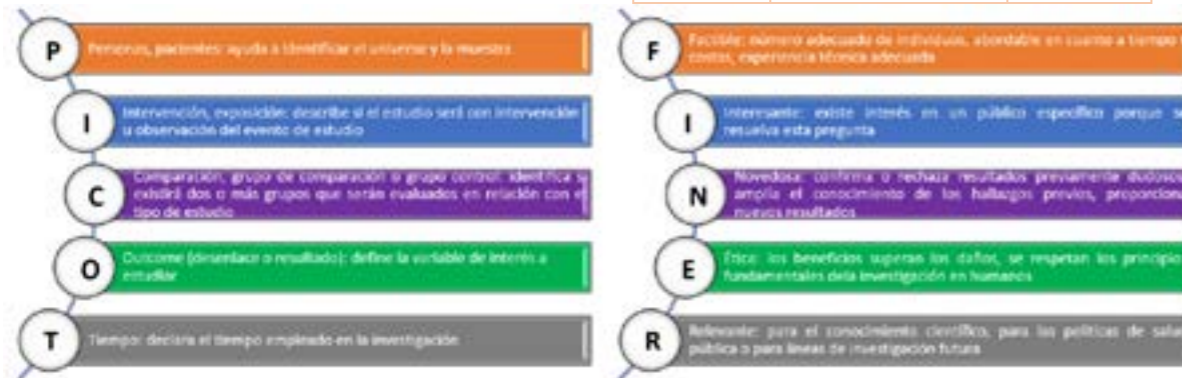 P
Personas, pacientes: ayuda a identificar el universo y la muestra
I
Intervención, exposición: describe si el estudio será con intervención
u observación del evento de estudio
C
Comparación, grupo de comparación o grupo control: identifica si
existirá dos o más grupos que serán evaluados en relación con el
tipo de estudio
O
Outcome (desenlace o resultado): define la variable de interés a
estudiar
T
Tiempo: declara el tiempo empleado en la investigación
F
Factible: número adecuado de individuos, abordable en cuanto a tiempo y
costos, experiencia técnica adecuada
I
Interesante: existe interés en un público específico porque se
resuelva esta pregunta
N
Novedosa: confirma o rechaza resultados previamente dudosos,
amplia el conocimiento de los hallazgos previos, proporciona
nuevos resultados
E
Ética: los beneficios superan los daños, se respetan los principio
fundamentales dela investigación en humanos
R
Relevante: para el conocimiento científico, para las políticas de salud
pública o para líneas de investigación futura